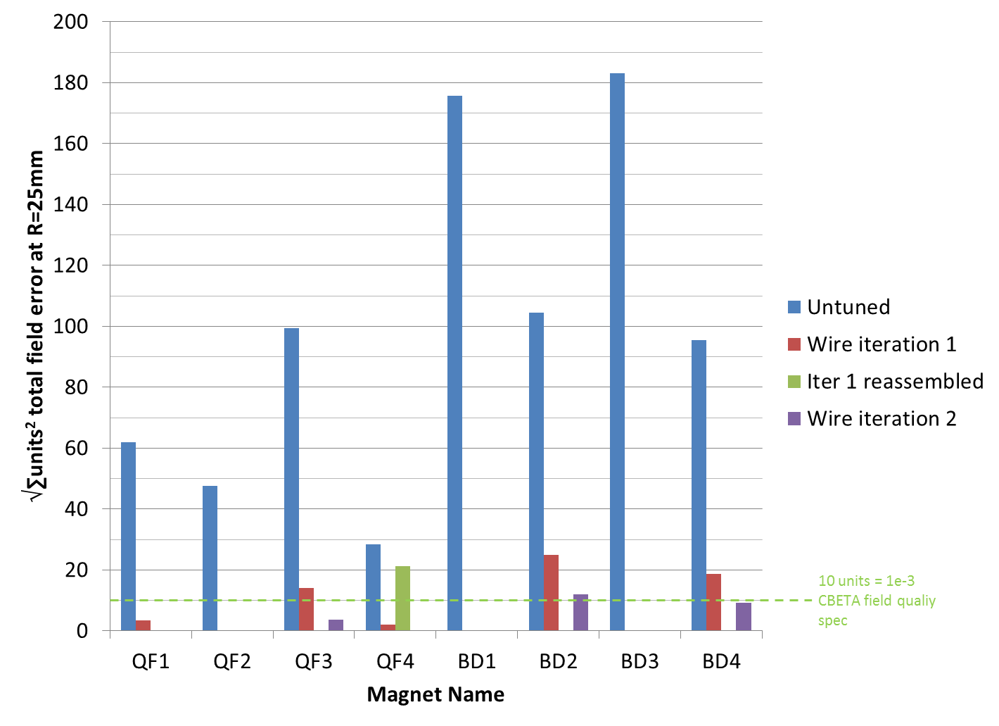 √∑units² total field error at R=25mm
200
180
160
140
120
100
80
60
40
20
0
QF1 QF2 QF3 QF4 BD1 BD2 BD3 BD4
Magnet Name
Untuned
Wire iteration 1
Iter 1 reassembled
Wire iteration 2
10 units = 1e-3
CBETA field qualiy
spec